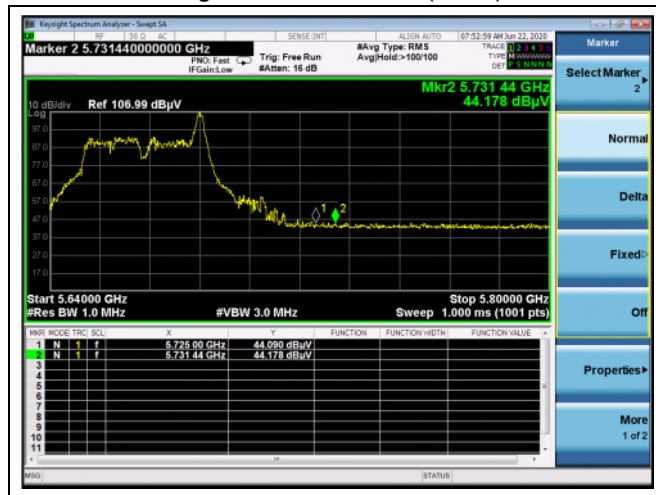 Keysight Spectrum Analyzer - Swept SA
RF 50 Ω AC SENSE:INT ALIGN AUTO 07:52:59 AM Jun 22, 2020
Marker 2 5.731440000000 GHz
PNO: Fast
IFGain:Low
Trig: Free Run
#Atten: 16 dB
#Avg Type: RMS
Avg|Hold:>100/100
TRACE 1 2 3 4 5 6
TYPE
DET P S N N N N
Mkr2 5.731 44 GHz
44.178 dBµV
10 dB/div Ref 106.99 dBµV
Log
97.0
87.0
77.0
67.0
57.0
47.0
37.0
27.0
17.0
1
2
Start 5.64000 GHz Stop 5.80000 GHz
#Res BW 1.0 MHz #VBW 3.0 MHz Sweep 1.000 ms (1001 pts)
MKR MODE TRC SCL X Y FUNCTION FUNCTION WIDTH FUNCTION VALUE
1 N 1 f 5.725 00 GHz 44.090 dBµV
2 N 1 f 5.731 44 GHz 44.178 dBµV
3
4
5
6
7
8
9
10
11
MSG STATUS
Marker
Select Marker
2
Normal
Delta
Fixed
Off
Properties
More
1 of 2